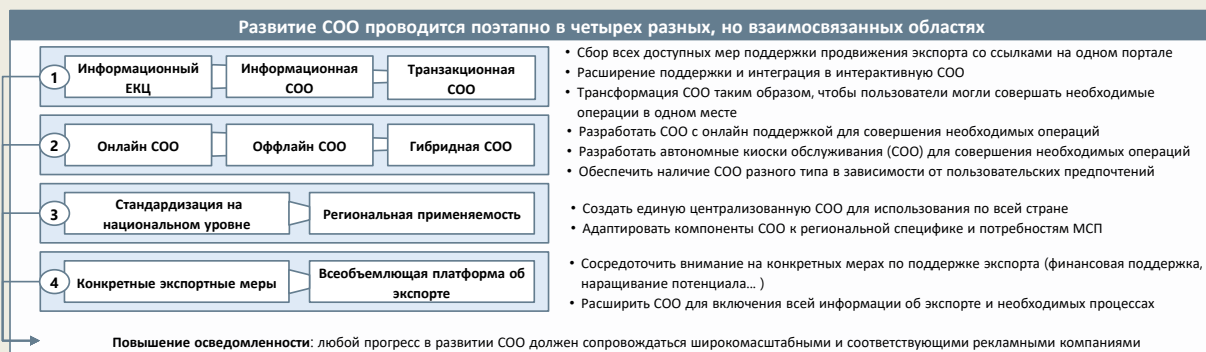 Развитие СОО проводится поэтапно в четырех разных, но взаимосвязанных областях
1
Информационный
ЕКЦ
Информационная
СОО
Транзакционная
СОО
• Сбор всех доступных мер поддержки продвижения экспорта со ссылками на одном портале
• Расширение поддержки и интеграция в интерактивную СОО
• Трансформация СОО таким образом, чтобы пользователи могли совершать необходимые
операции в одном месте
2
Онлайн СОО
Оффлайн СОО
Гибридная СОО
• Разработать СОО с онлайн поддержкой для совершения необходимых операций
• Разработать автономные киоски обслуживания (СОО) для совершения необходимых операций
• Обеспечить наличие СОО разного типа в зависимости от пользовательских предпочтений
3
Стандартизация на
национальном уровне
Региональная применяемость
• Создать единую централизованную СОО для использования по всей стране
• Адаптировать компоненты СОО к региональной специфике и потребностям МСП
4
Конкретные экспортные меры
Всеобъемлющая платформа об
экспорте
• Сосредоточить внимание на конкретных мерах по поддержке экспорта (финансовая поддержка,
наращивание потенциала… )
• Расширить СОО для включения всей информации об экспорте и необходимых процессах
Повышение осведомленности: любой прогресс в развитии СОО должен сопровождаться широкомасштабными и соответствующими рекламными компаниями